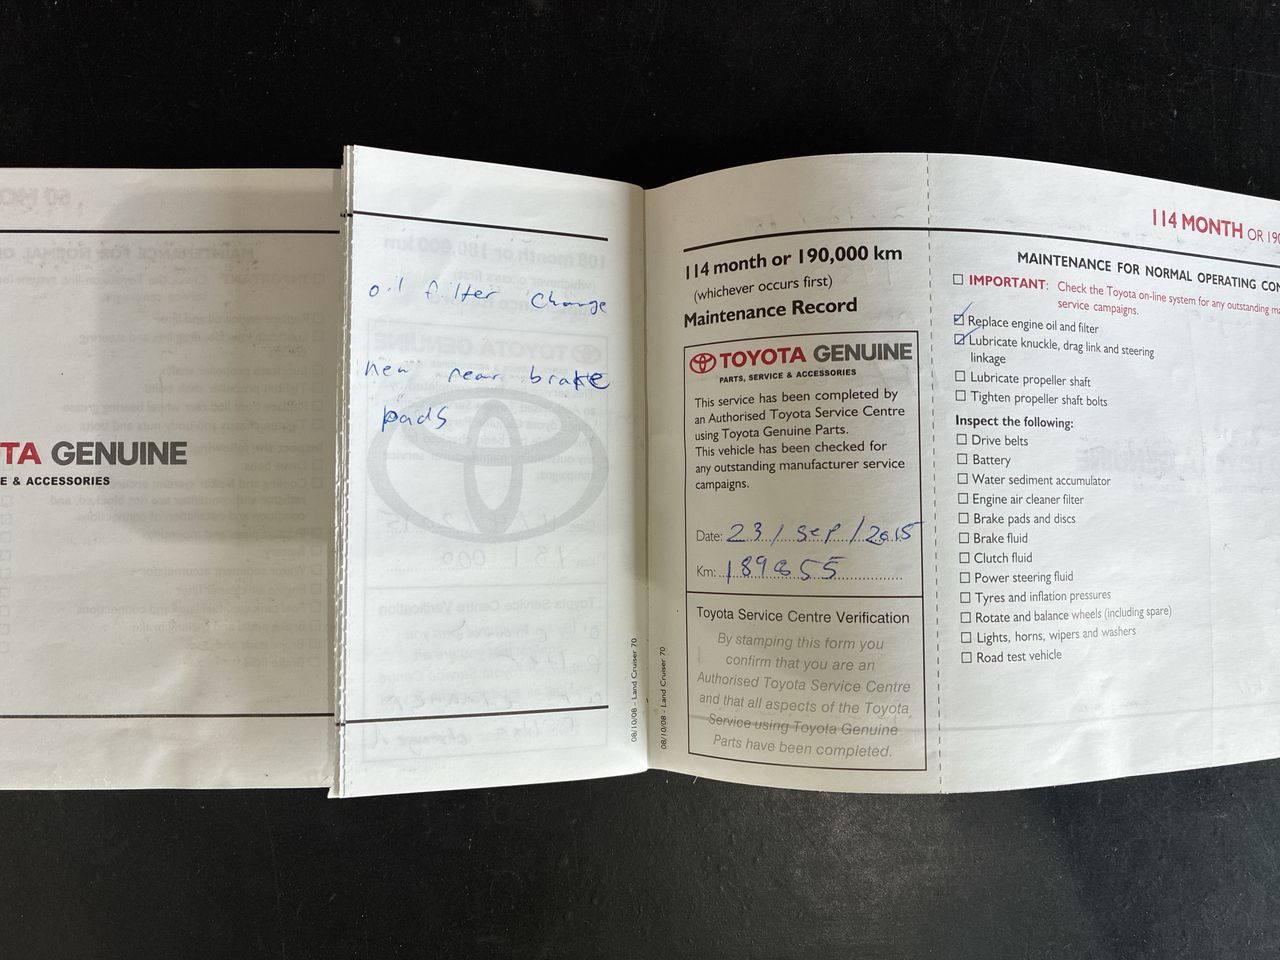 TA GENUINE
E & ACCESSORIES
oil filter change
new rear brake
pads
08/10/08 - Land Cruiser 70
114 month or 190,000 km
(whichever occurs first)
Maintenance Record
TOYOTA GENUINE
PARTS, SERVICE & ACCESSORIES
This service has been completed by
an Authorised Toyota Service Centre
using Toyota Genuine Parts.
This vehicle has been checked for
any outstanding manufacturer service
campaigns.
Date: 23/Sep/2015
Km:
Toyota Service Centre Verification
By stamping this form you
confirm that you are an
Authorised Toyota Service Centre
and that all aspects of the Toyota
Service using Toyota Genuine
Parts have been completed.
08/10/08 - Land Cruiser 70
114 MONTH OR 190
MAINTENANCE FOR NORMAL OPERATING CON
IMPORTANT: Check the Toyota on-line system for any outstanding ma
service campaigns.
Replace engine oil and filter
Lubricate knuckle, drag link and steering
linkage
Lubricate propeller shaft
Tighten propeller shaft bolts
Inspect the following:
Drive belts
Battery
Water sediment accumulator
Engine air cleaner filter
Brake pads and discs
Brake fluid
Clutch fluid
Power steering fluid
Tyres and inflation pressures
Rotate and balance wheels (including spare)
Lights, horns, wipers and washers
Road test vehicle